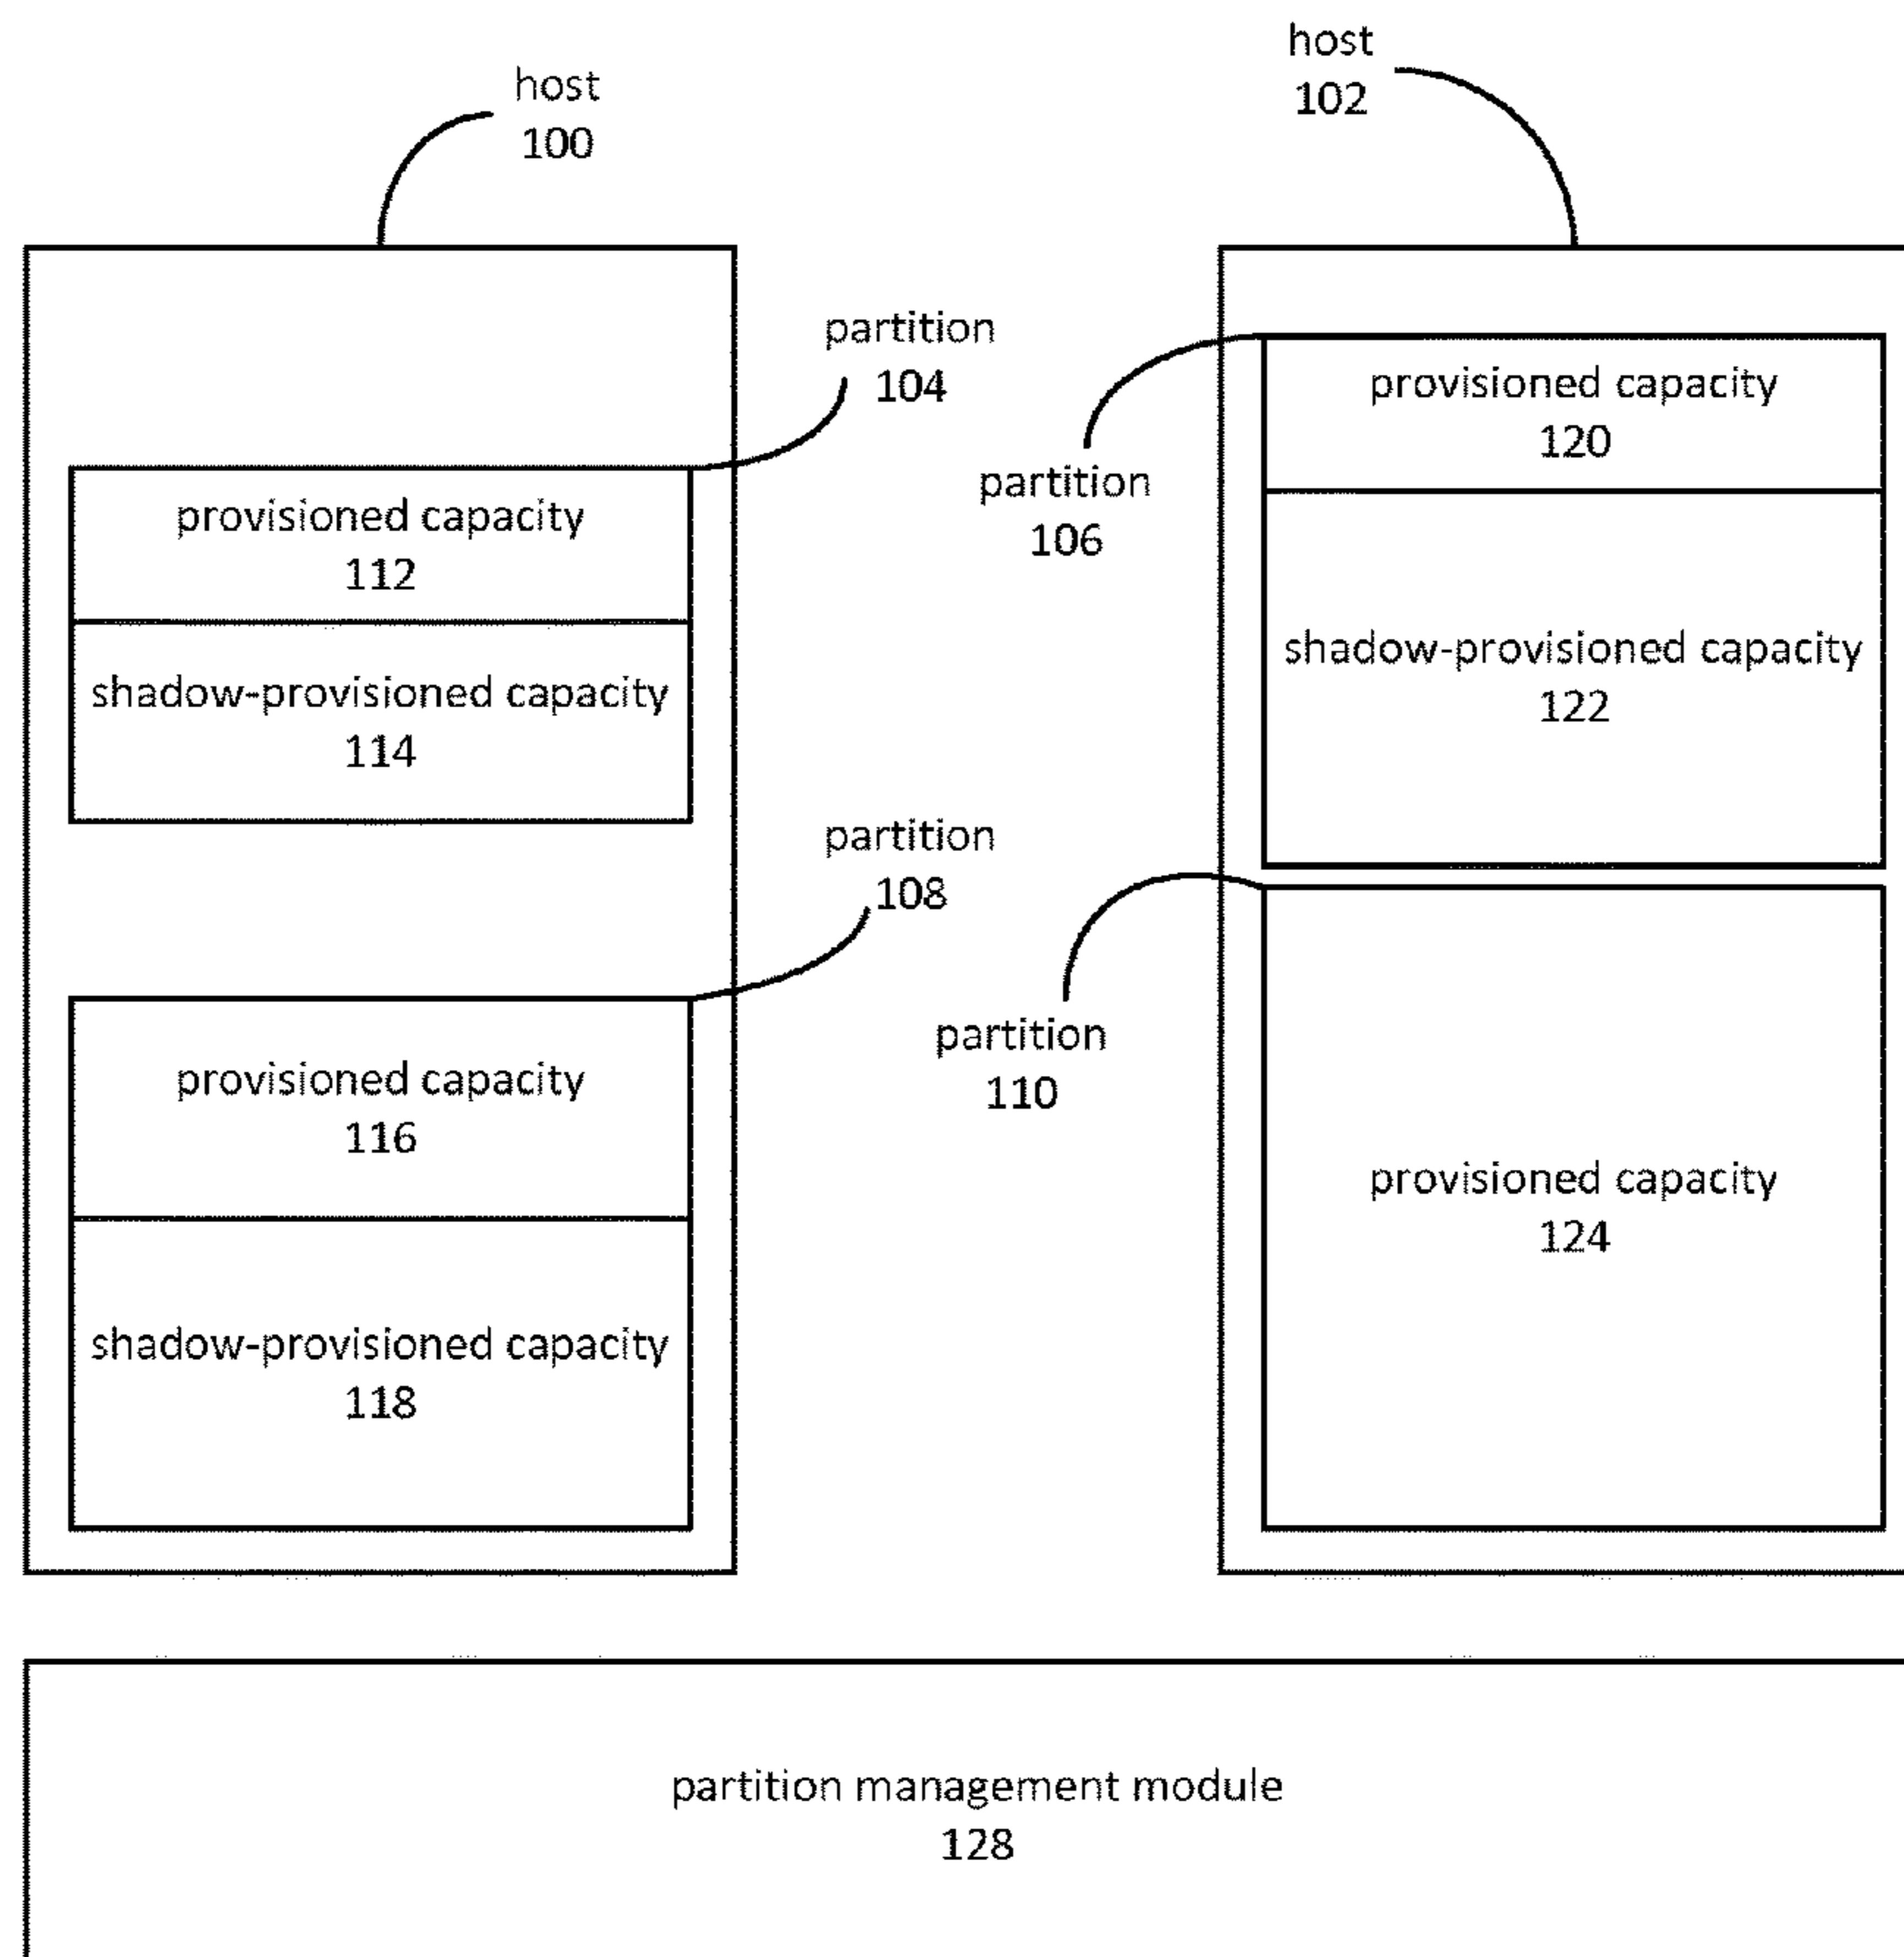 host
100
host
102
partition
104
provisioned capacity
120
partition
106
provisioned capacity
112
shadow-provisioned capacity
122
shadow-provisioned capacity
114
partition
108
partition
110
provisioned capacity
116
provisioned capacity
124
shadow-provisioned capacity
118
partition management module
128